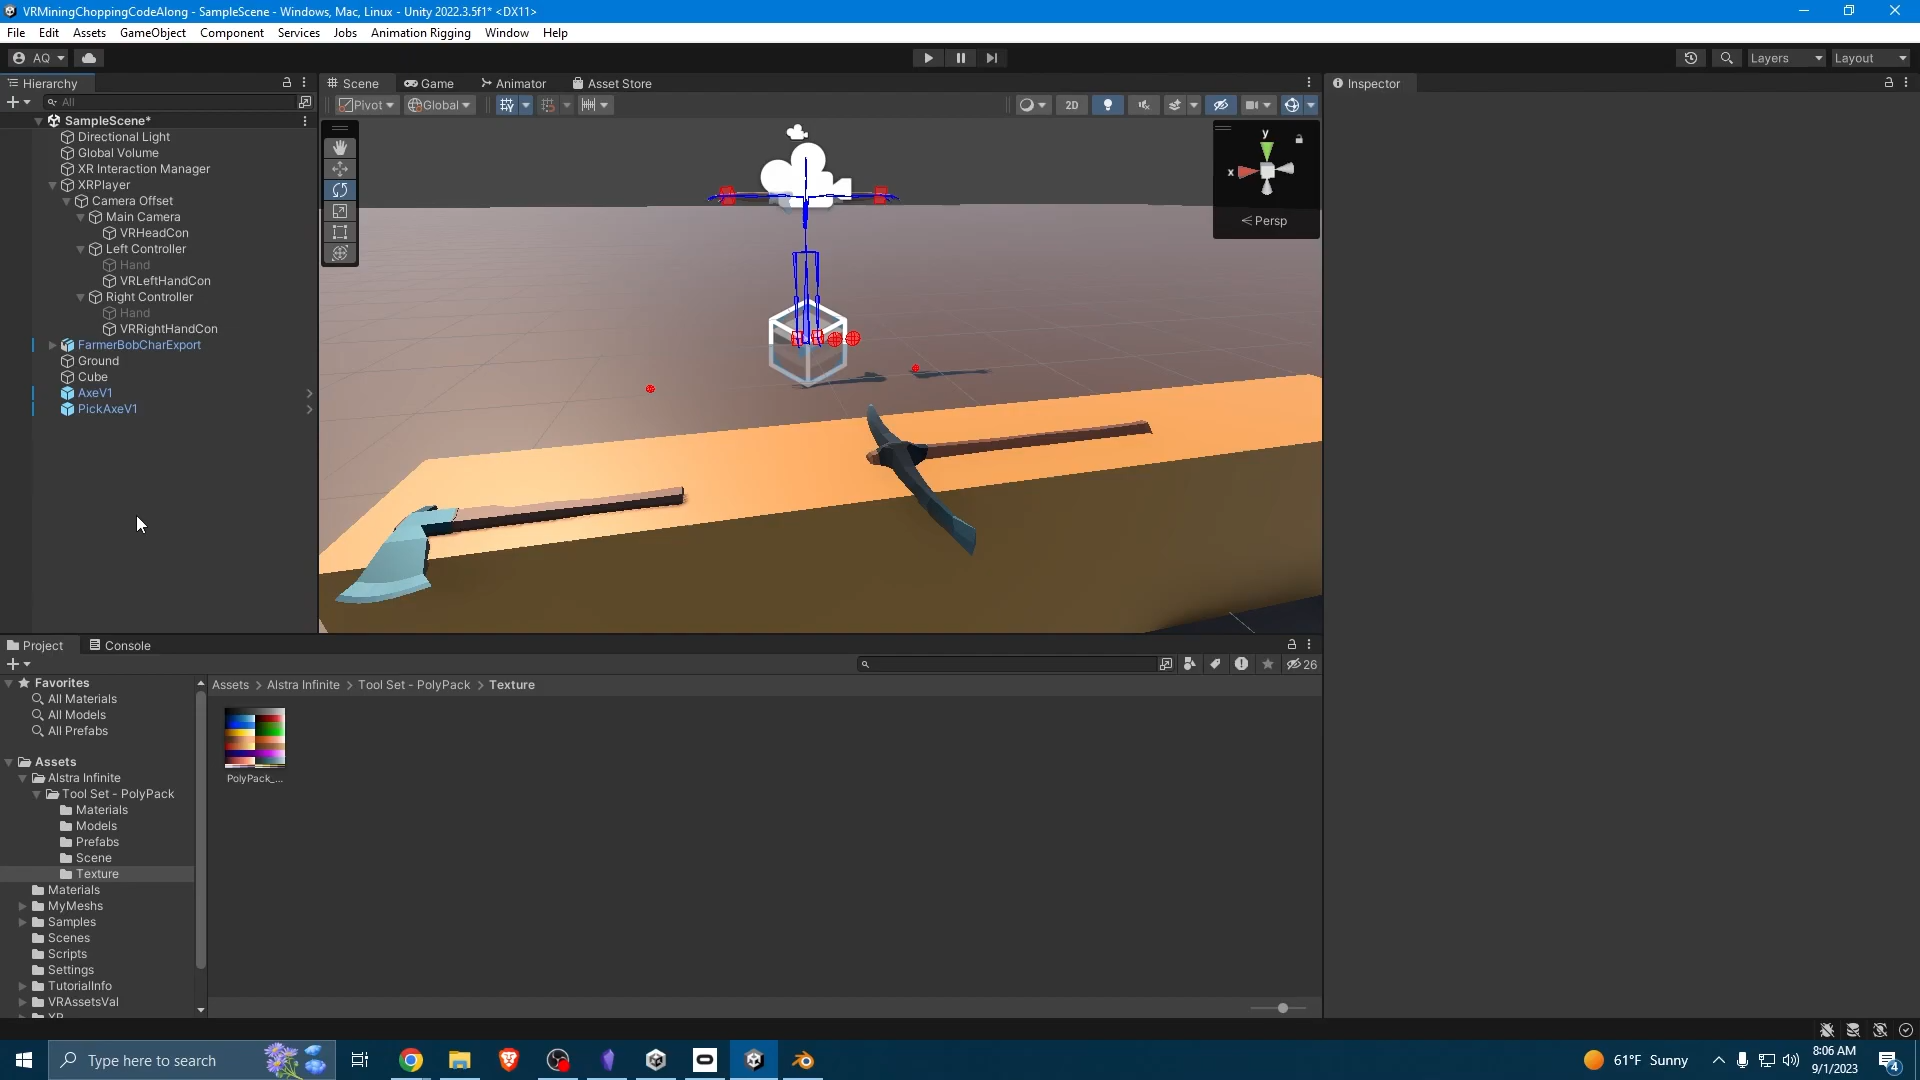 VRMiningChoppingCodeAlong - SampleScene - Windows, Mac, Linux - Unity 2022.3.5f1* <DX11>
File Edit Assets GameObject Component Services Jobs Animation Rigging Window Help
AQ Layers Layout
Hierarchy
All
SampleScene*
Directional Light
Global Volume
XR Interaction Manager
XRPlayer
Camera Offset
Main Camera
VRHeadCon
Left Controller
Hand
VRLeftHandCon
Right Controller
Hand
VRRightHandCon
FarmerBobCharExport
Ground
Cube
AxeV1
PickAxeV1
Scene Game Animator Asset Store
Pivot Global 2D
y
x
Persp
Inspector
Project Console
26
Favorites
All Materials
All Models
All Prefabs
Assets
Alstra Infinite
Tool Set - PolyPack
Materials
Models
Prefabs
Scene
Texture
Materials
MyMeshs
Samples
Scenes
Scripts
Settings
TutorialInfo
VRAssetsVal
XR
Assets > Alstra Infinite > Tool Set - PolyPack > Texture
PolyPack_...
Type here to search
61°F Sunny
8:06 AM
9/1/2023
4